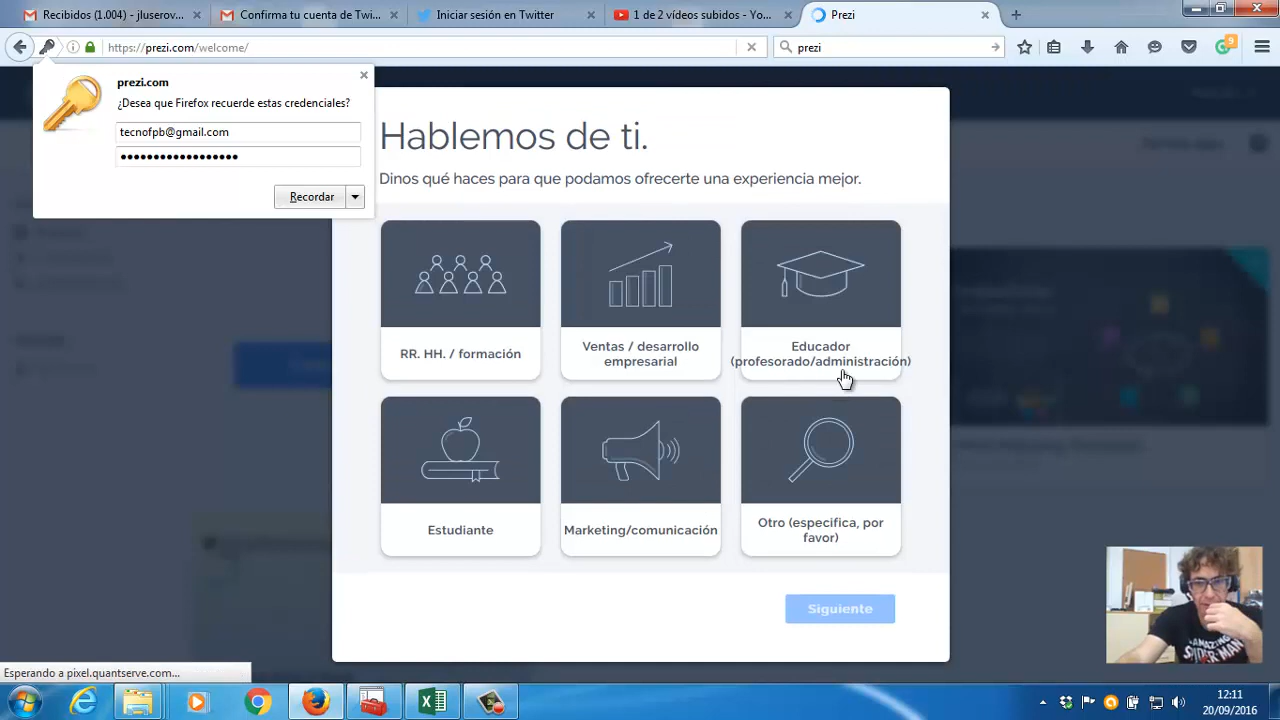 Recibidos (1.004) - jluserov...
Confirma tu cuenta de Twi...
Iniciar sesión en Twitter
1 de 2 vídeos subidos - Yo...
Prezi
https://prezi.com/welcome/
prezi
9
prezi.com
¿Desea que Firefox recuerde estas credenciales?
tecnofpb@gmail.com
Recordar
Hablemos de ti.
Dinos qué haces para que podamos ofrecerte una experiencia mejor.
RR. HH. / formación
Ventas / desarrollo
empresarial
Educador
(profesorado/administración)
Estudiante
Marketing/comunicación
Otro (especifica, por
favor)
Siguiente
AMAZING
SPIDER-MAN
Esperando a pixel.quantserve.com...
12:11
20/09/2016